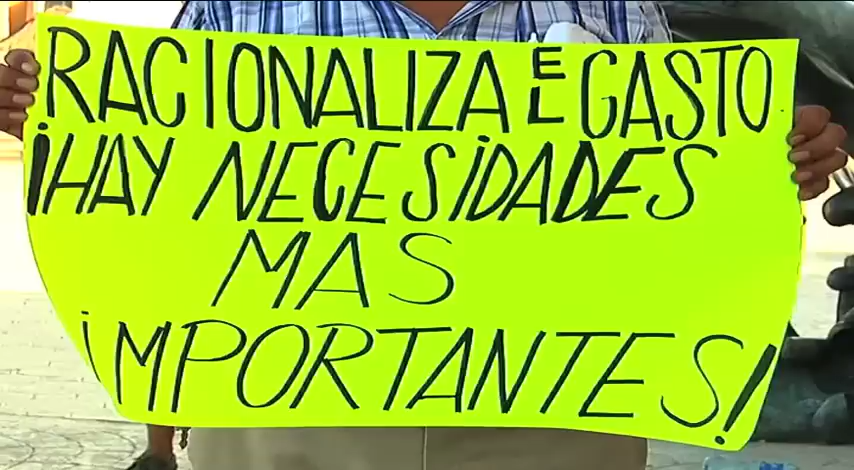 RACIONALIZA EL GASTO
¡HAY NECESiDADES
MAS
iMPORTANTES!